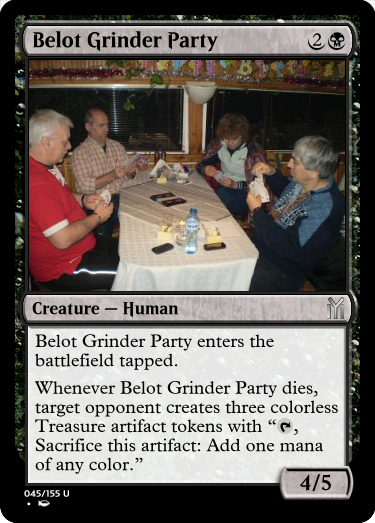 Belot Grinder Party 2
Creature — Human
Belot Grinder Party enters the
battlefield tapped.
Whenever Belot Grinder Party dies,
target opponent creates three colorless
Treasure artifact tokens with “,
Sacrifice this artifact: Add one mana
of any color.”
4/5
045/155 U